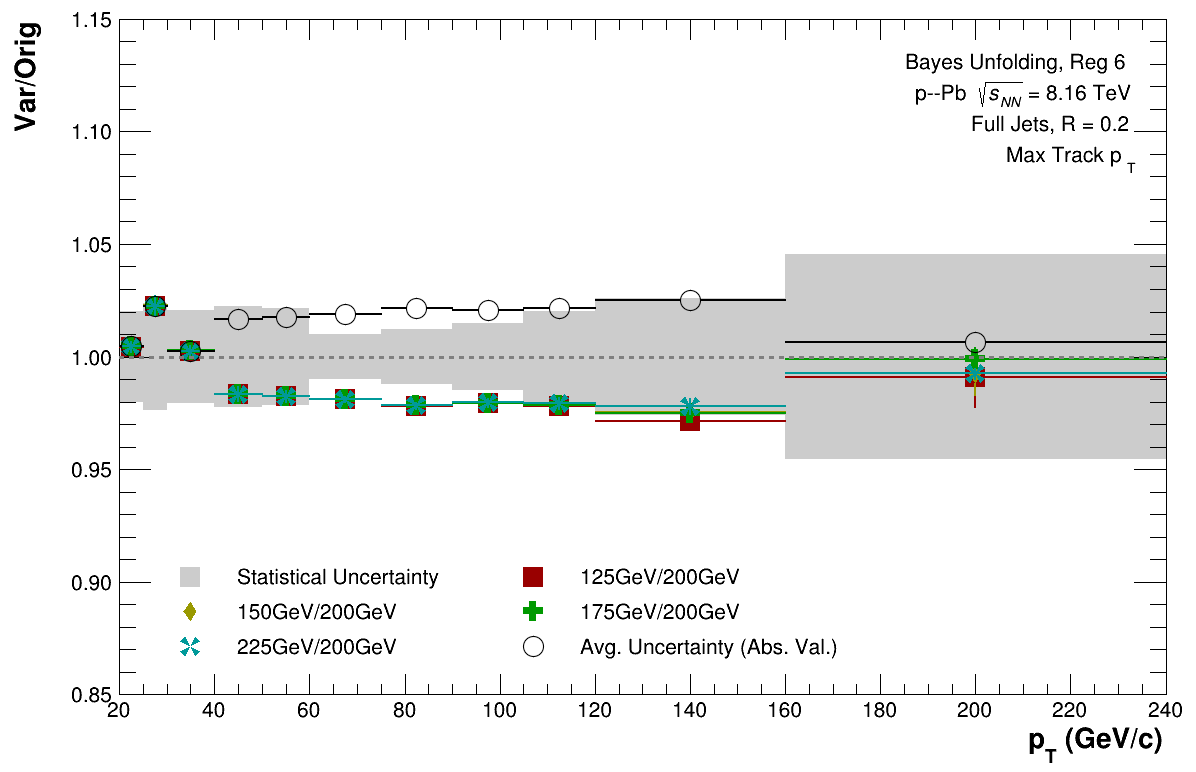 Var/Orig
1.15
1.10
1.05
1.00
0.95
0.90
0.85
Bayes Unfolding, Reg 6
p--Pb √sNN = 8.16 TeV
Full Jets, R = 0.2
Max Track pT
Statistical Uncertainty
125GeV/200GeV
150GeV/200GeV
175GeV/200GeV
225GeV/200GeV
Avg. Uncertainty (Abs. Val.)
20 40 60 80 100 120 140 160 180 200 220 240
pT (GeV/c)